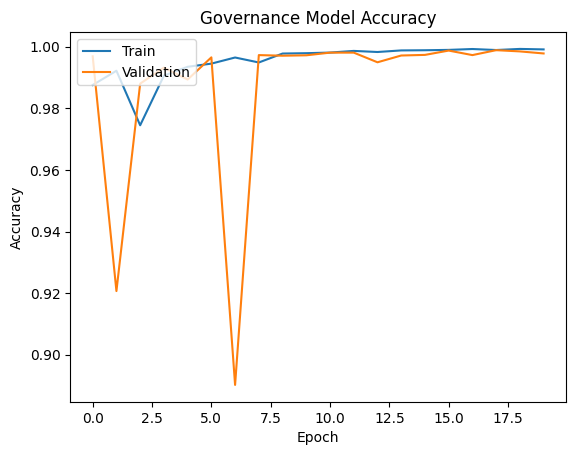 Governance Model Accuracy
Train
Validation
Accuracy
1.00
0.98
0.96
0.94
0.92
0.90
0.0 2.5 5.0 7.5 10.0 12.5 15.0 17.5
Epoch